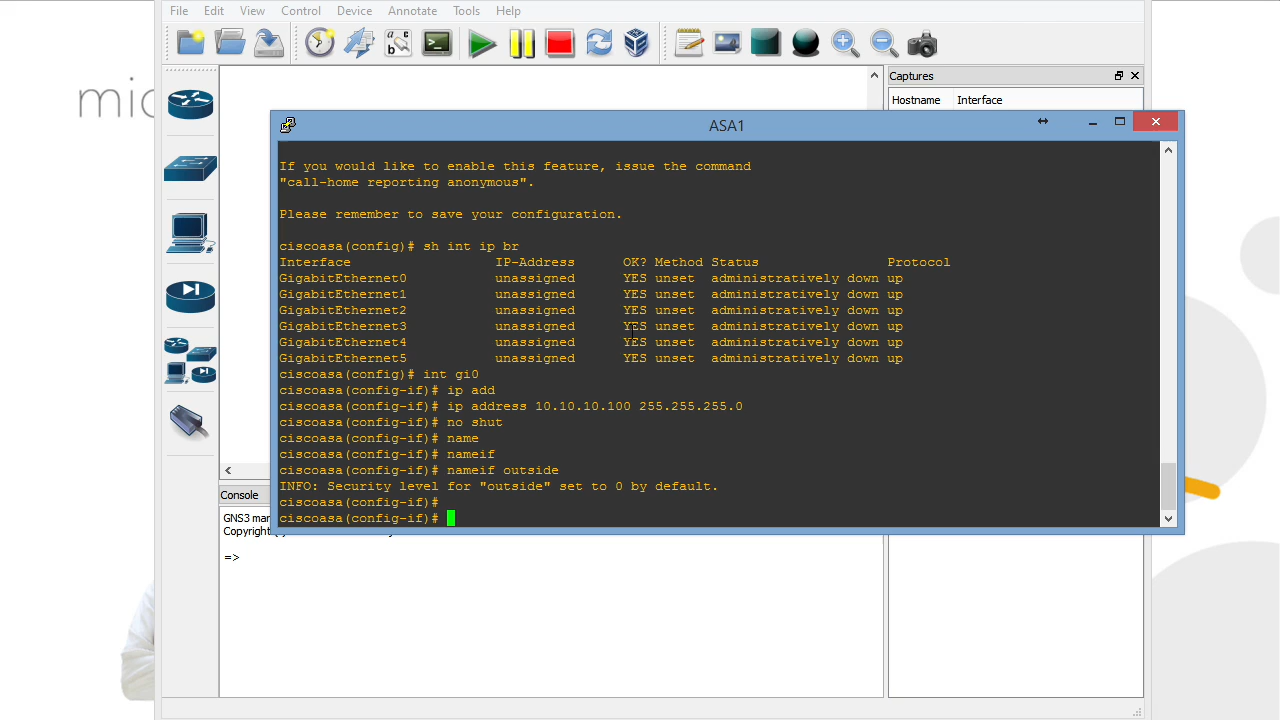 File Edit View Control Device Annotate Tools Help
Captures
Hostname Interface
ASA1
If you would like to enable this feature, issue the command
"call-home reporting anonymous".
Please remember to save your configuration.
ciscoasa(config)# sh int ip br
Interface IP-Address OK? Method Status Protocol
GigabitEthernet0 unassigned YES unset administratively down up
GigabitEthernet1 unassigned YES unset administratively down up
GigabitEthernet2 unassigned YES unset administratively down up
GigabitEthernet3 unassigned YES unset administratively down up
GigabitEthernet4 unassigned YES unset administratively down up
GigabitEthernet5 unassigned YES unset administratively down up
ciscoasa(config)# int gi0
ciscoasa(config-if)# ip add
ciscoasa(config-if)# ip address 10.10.10.100 255.255.255.0
ciscoasa(config-if)# no shut
ciscoasa(config-if)# name
ciscoasa(config-if)# nameif
ciscoasa(config-if)# nameif outside
INFO: Security level for "outside" set to 0 by default.
ciscoasa(config-if)#
ciscoasa(config-if)#
Console
GNS3
=>